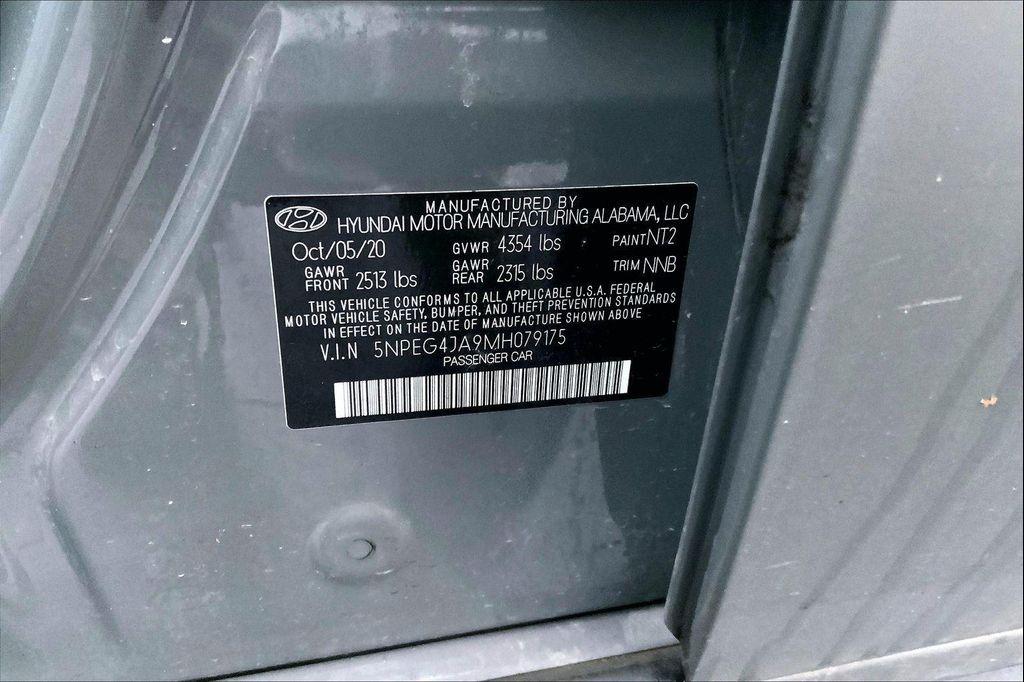 MANUFACTURED BY
HYUNDAI MOTOR MANUFACTURING ALABAMA, LLC
Oct/05/20 GVWR 4354 lbs PAINT NT2
GAWR FRONT 2513 lbs GAWR REAR 2315 lbs TRIM NNB
THIS VEHICLE CONFORMS TO ALL APPLICABLE U.S.A. FEDERAL
MOTOR VEHICLE SAFETY, BUMPER, AND THEFT PREVENTION STANDARDS
IN EFFECT ON THE DATE OF MANUFACTURE SHOWN ABOVE
V.I.N 5NPEG4JA9MH079175
PASSENGER CAR